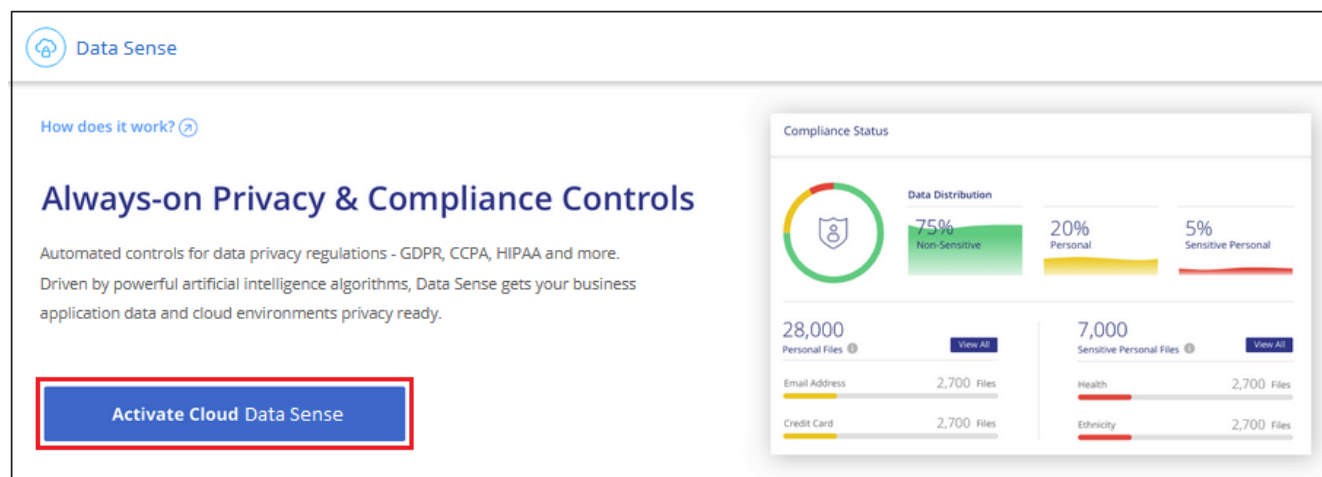 Data Sense
How does it work?
Always-on Privacy & Compliance Controls
Automated controls for data privacy regulations - GDPR, CCPA, HIPAA and more.
Driven by powerful artificial intelligence algorithms, Data Sense gets your business
application data and cloud environments privacy ready.
Activate Cloud Data Sense
Compliance Status
Data Distribution
75%
Non-Sensitive
20%
Personal
5%
Sensitive Personal
28,000
Personal Files
View All
7,000
Sensitive Personal Files
View All
Email Address 2,700 Files
Credit Card 2,700 Files
Health 2,700 Files
Ethnicity 2,700 Files